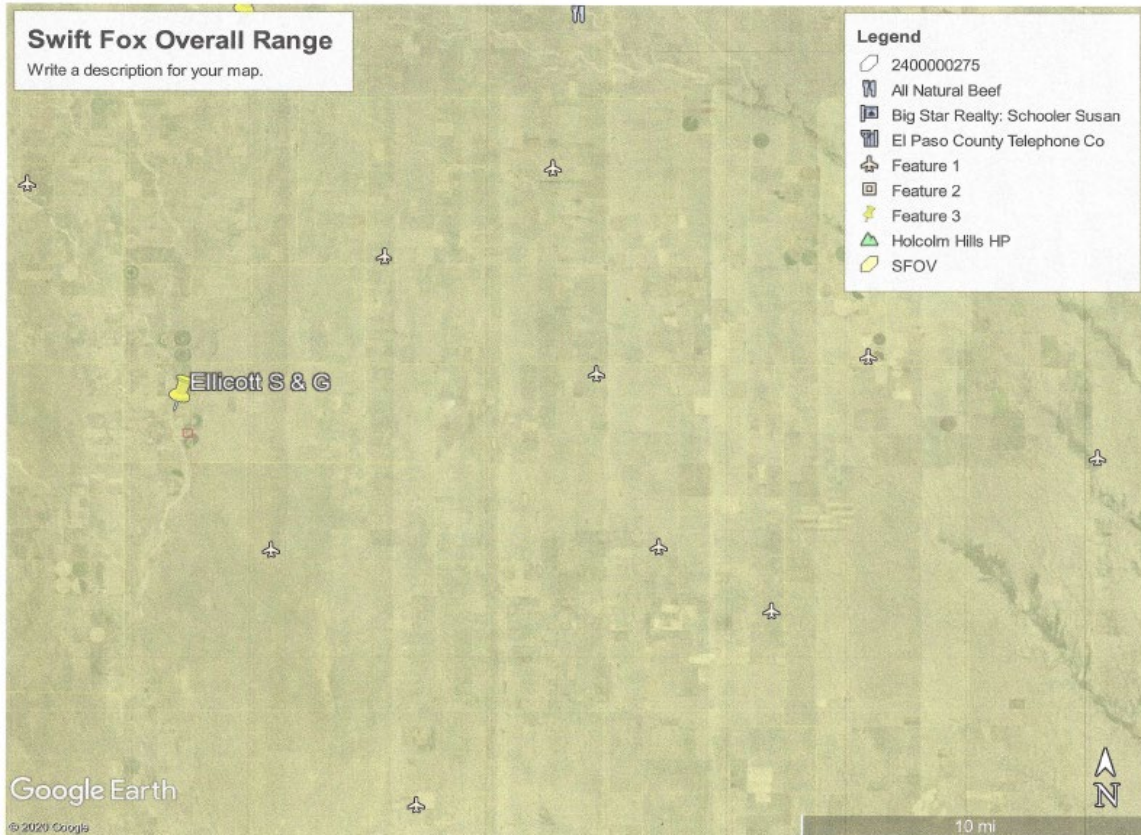 Swift Fox Overall Range
Write a description for your map.
Legend
2400000275
All Natural Beef
Big Star Realty: Schooler Susan
El Paso County Telephone Co
Feature 1
Feature 2
Feature 3
Holcolm Hills HP
SFOV
Ellicott S & G
Google Earth
© 2020 Google
N
10 mi